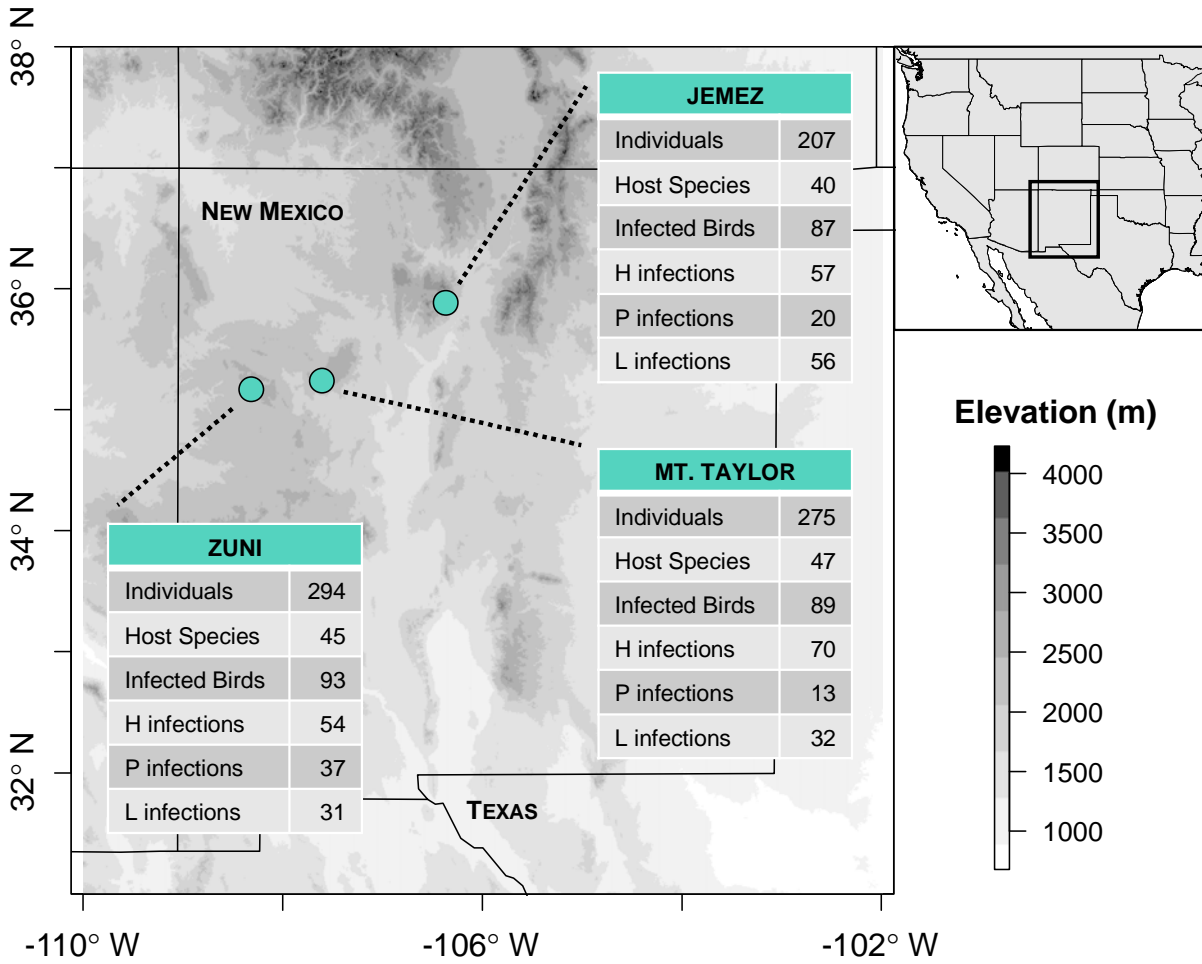 38° N
36° N
34° N
32° N
-110° W
-106° W
-102° W
NEW MEXICO
TEXAS
JEMEZ
Individuals 207
Host Species 40
Infected Birds 87
H infections 57
P infections 20
L infections 56
MT. TAYLOR
Individuals 275
Host Species 47
Infected Birds 89
H infections 70
P infections 13
L infections 32
ZUNI
Individuals 294
Host Species 45
Infected Birds 93
H infections 54
P infections 37
L infections 31
Elevation (m)
4000
3500
3000
2500
2000
1500
1000